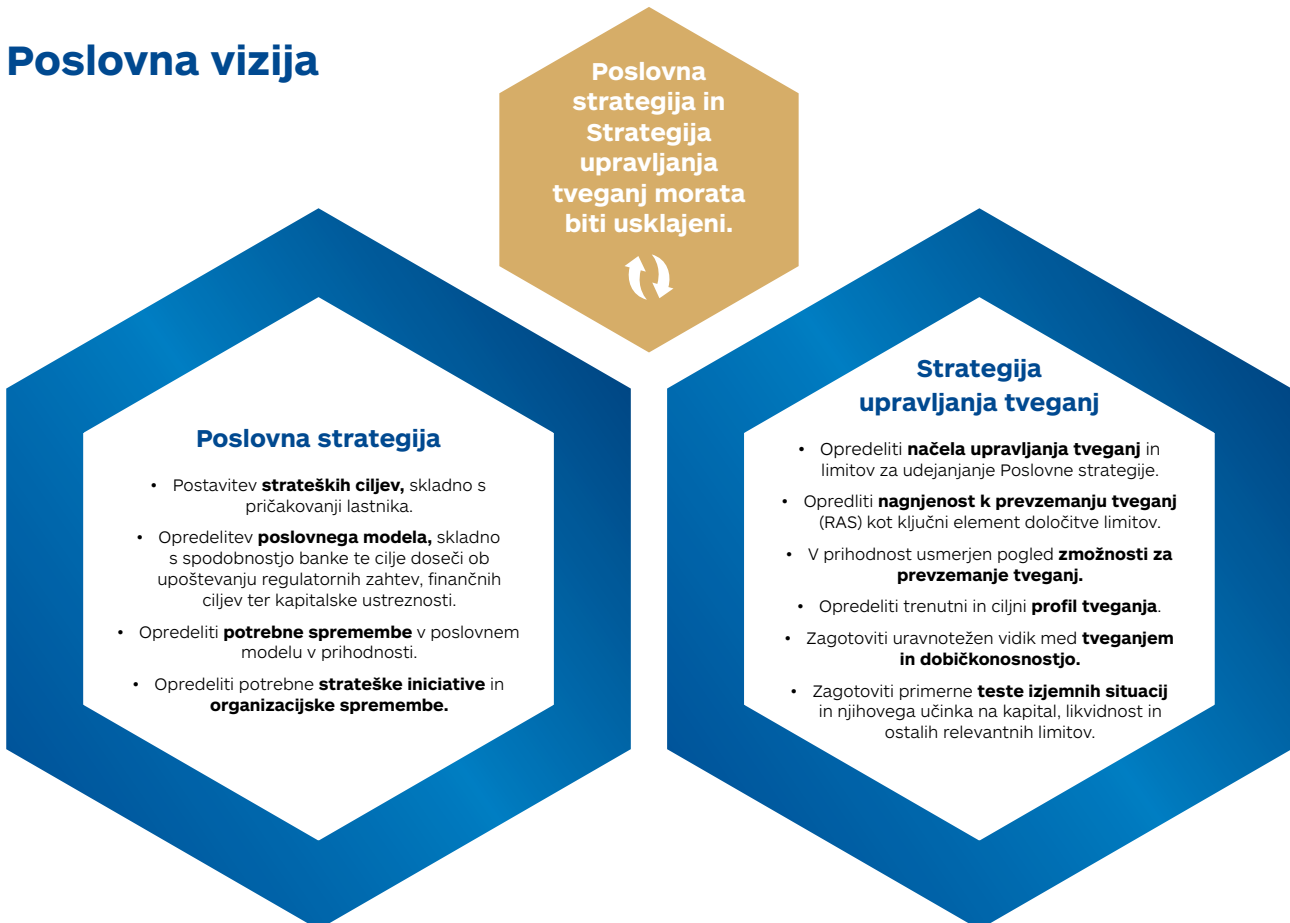 Poslovna vizija
Poslovna
strategija in
Strategija
upravljanja
tveganj morata
biti usklajeni.
Poslovna strategija
• Postavitev strateških ciljev, skladno s
pričakovanji lastnika.
• Opredelitev poslovnega modela, skladno
s spodobnostjo banke te cilje doseči ob
upoštevanju regulatornih zahtev, finančnih
ciljev ter kapitalske ustreznosti.
• Opredeliti potrebne spremembe v poslovnem
modelu v prihodnosti.
• Opredeliti potrebne strateške iniciative in
organizacijske spremembe.
Strategija
upravljanja tveganj
• Opredeliti načela upravljanja tveganj in
limitov za udejanjanje Poslovne strategije.
• Opredliti nagnjenost k prevzemanju tveganj
(RAS) kot ključni element določitve limitov.
• V prihodnost usmerjen pogled zmožnosti za
prevzemanje tveganj.
• Opredeliti trenutni in ciljni profil tveganja.
• Zagotoviti uravnotežen vidik med tveganjem
in dobičkonosnostjo.
• Zagotoviti primerne teste izjemnih situacij
in njihovega učinka na kapital, likvidnost in
ostalih relevantnih limitov.